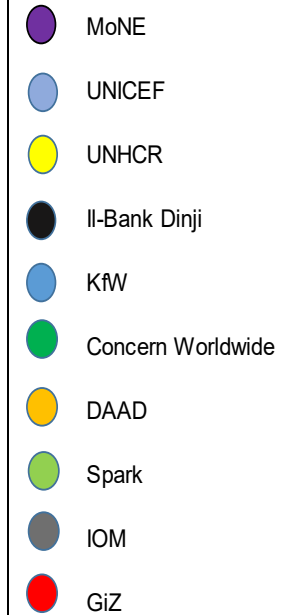 MoNE
UNICEF
UNHCR
Il-Bank Dinji
KfW
Concern Worldwide
DAAD
Spark
IOM
GiZ